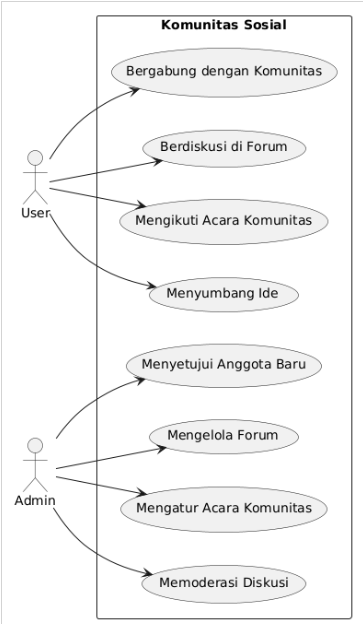 Komunitas Sosial
Bergabung dengan Komunitas
Berdiskusi di Forum
User
Mengikuti Acara Komunitas
Menyumbang Ide
Menyetujui Anggota Baru
Mengelola Forum
Admin
Mengatur Acara Komunitas
Memoderasi Diskusi